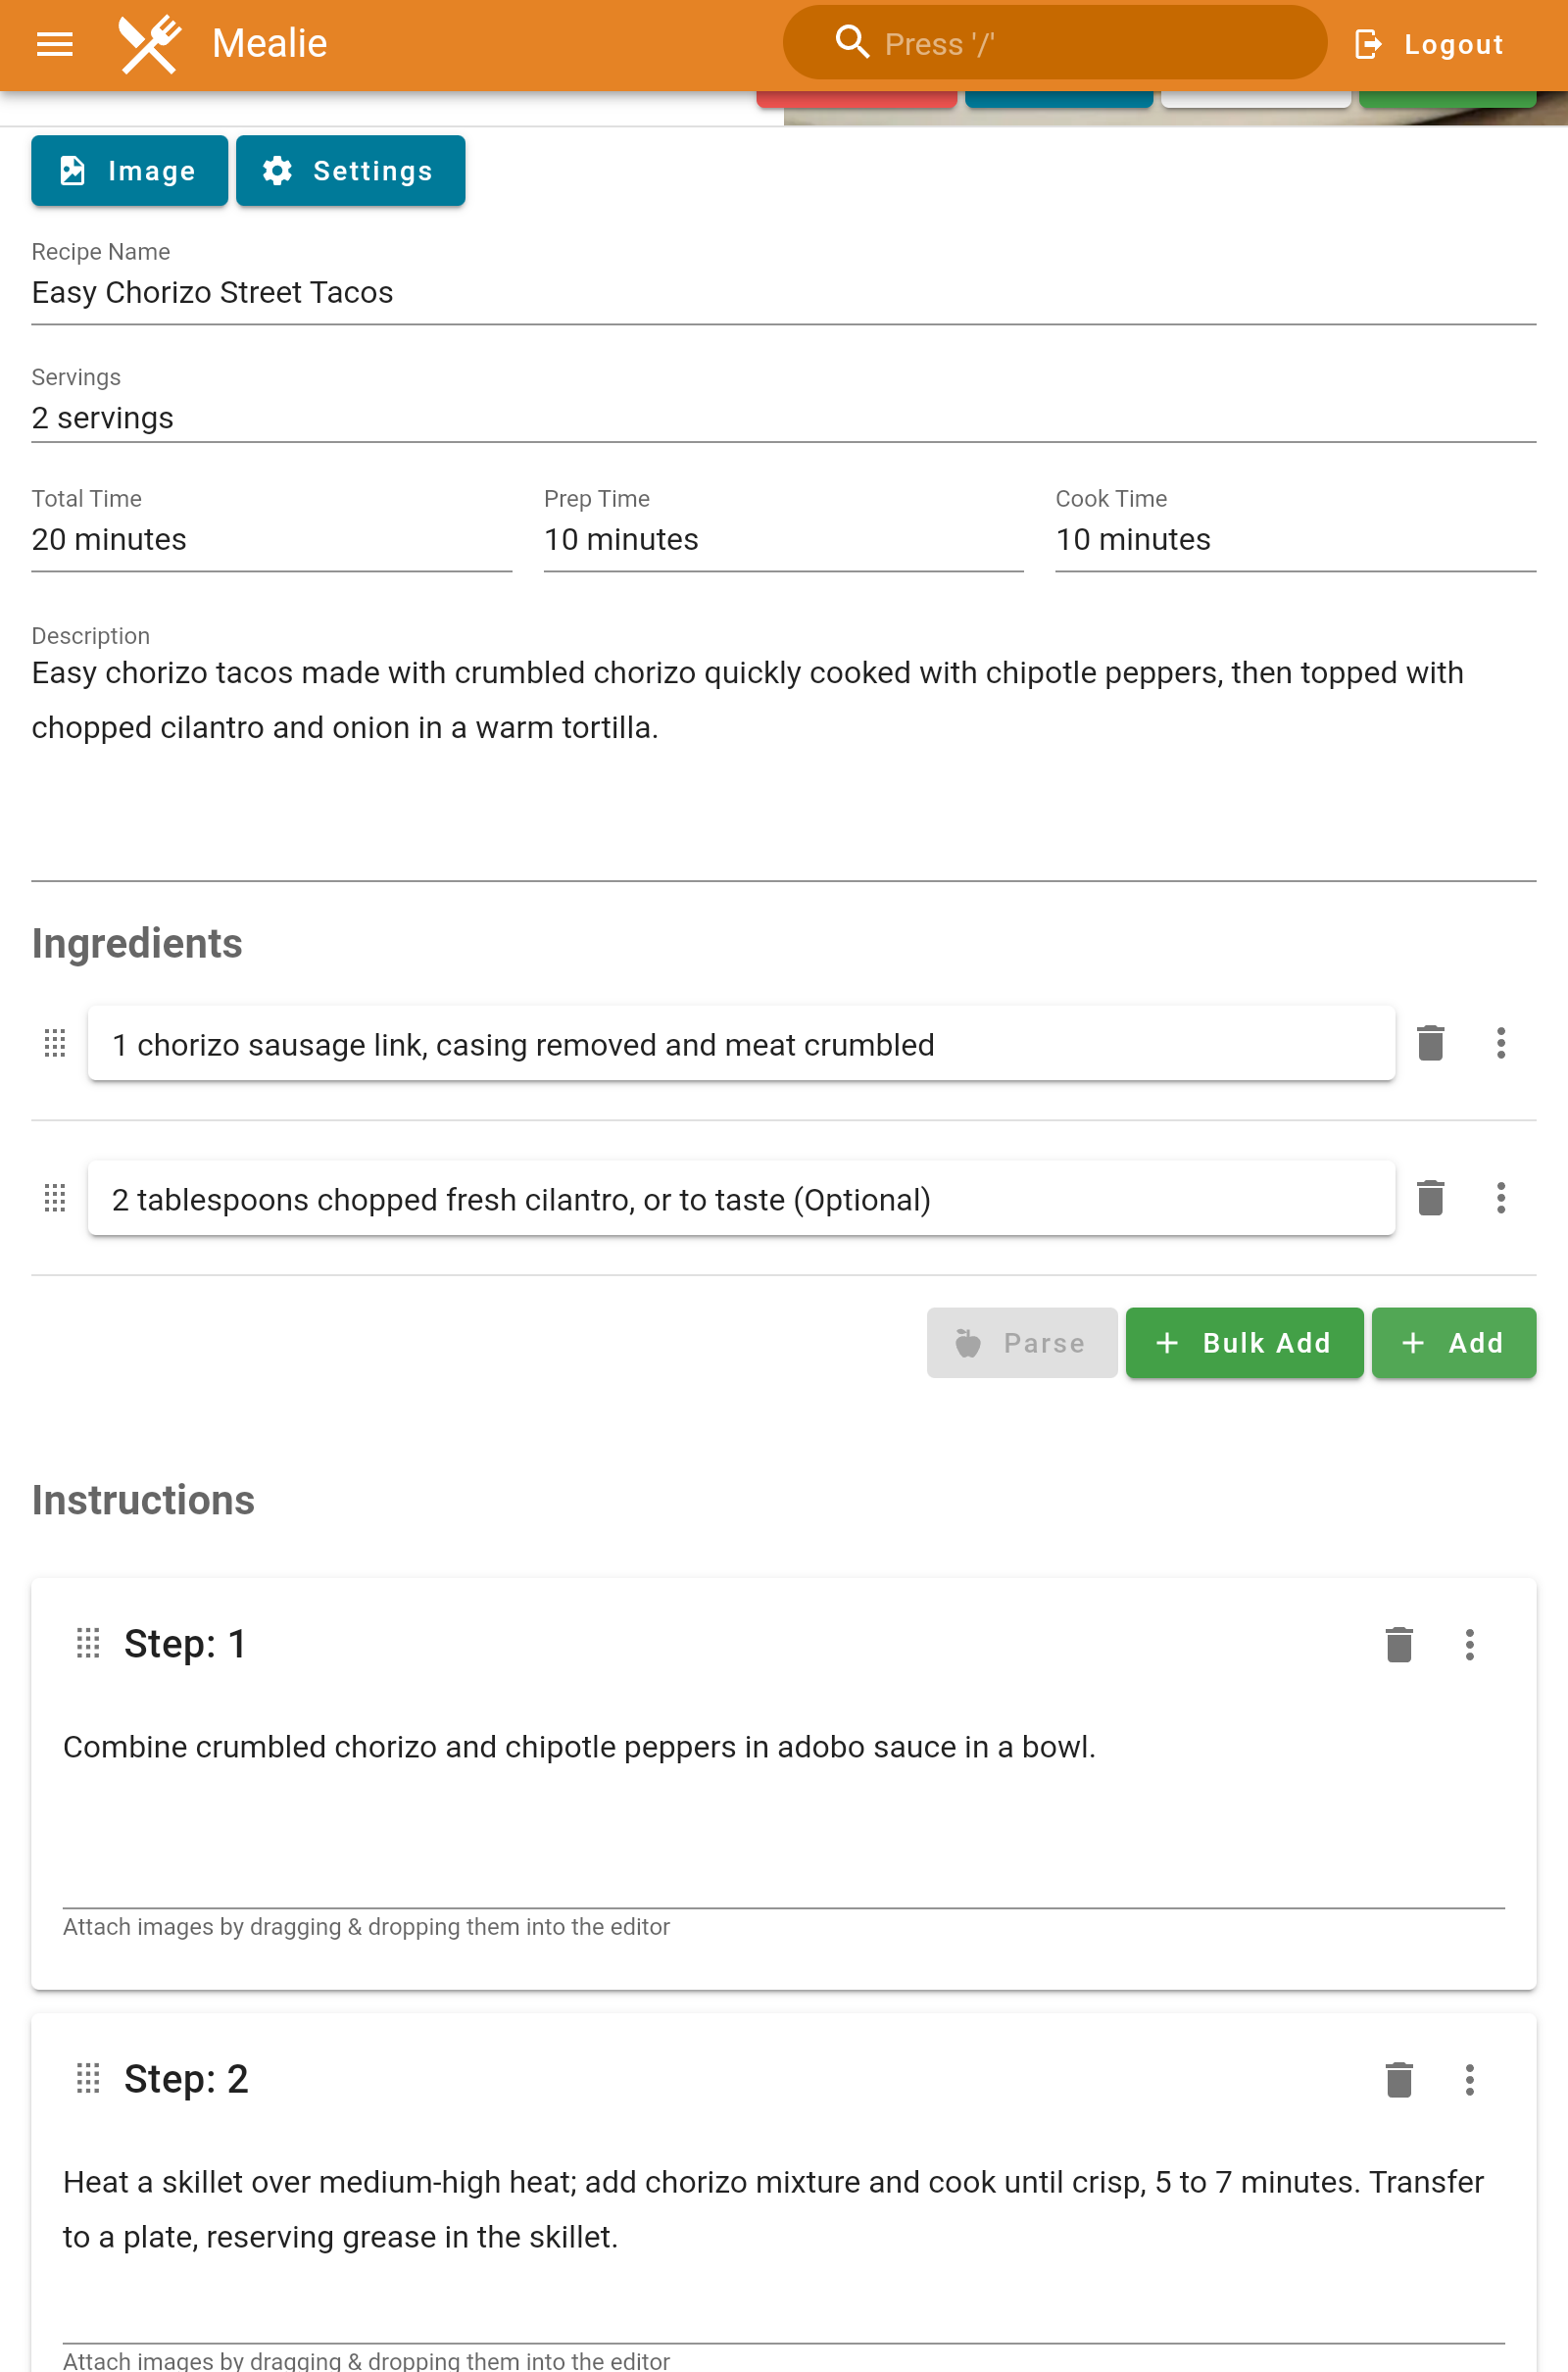 Mealie
Press '/'
Logout
Image
Settings
Recipe Name
Easy Chorizo Street Tacos
Servings
2 servings
Total Time
Prep Time
Cook Time
20 minutes
10 minutes
10 minutes
Description
Easy chorizo tacos made with crumbled chorizo quickly cooked with chipotle peppers, then topped with
chopped cilantro and onion in a warm tortilla.
Ingredients
1 chorizo sausage link, casing removed and meat crumbled
2 tablespoons chopped fresh cilantro, or to taste (Optional)
Parse
Bulk Add
Add
Instructions
Step: 1
Combine crumbled chorizo and chipotle peppers in adobo sauce in a bowl.
Attach images by dragging & dropping them into the editor
Step: 2
Heat a skillet over medium-high heat; add chorizo mixture and cook until crisp, 5 to 7 minutes. Transfer
to a plate, reserving grease in the skillet.
Attach images by dragging & dropping them into the editor